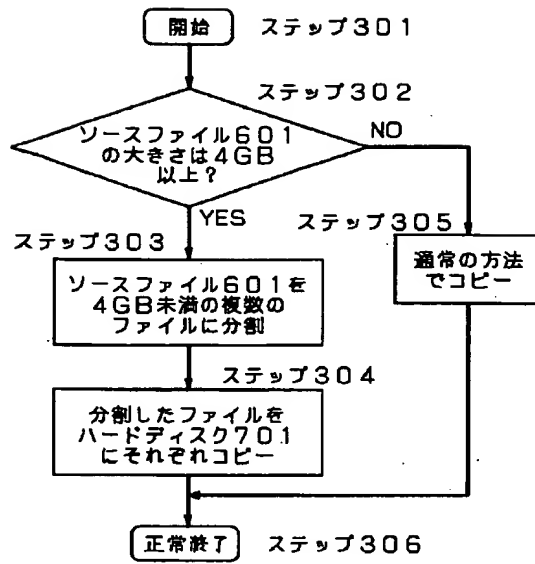 開始
ステップ301
ステップ302
ソースファイル601
の大きさは4GB
以上?
NO
YES
ステップ305
ステップ303
通常の方法
でコピー
ソースファイル601を
4GB未満の複数の
ファイルに分割
ステップ304
分割したファイルを
ハードディスク701
にそれぞれコピー
正常終了
ステップ306